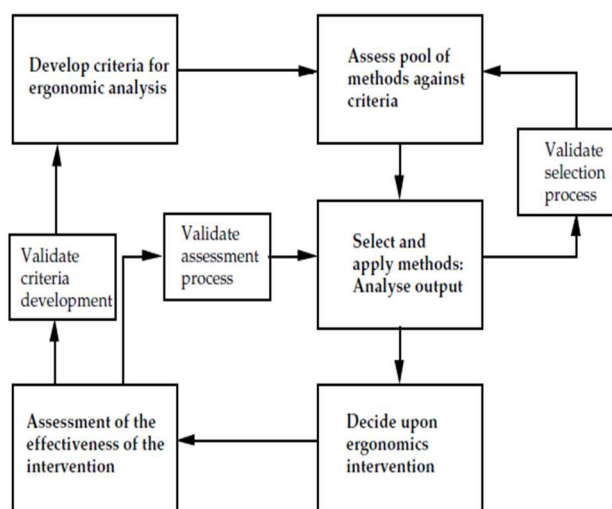 Develop criteria for
ergonomic analysis
Assess pool of
methods against
criteria
Validate
selection
process
Validate
assessment
process
Validate
criteria
development
Select and
apply methods:
Analyse output
Assessment of the
effectiveness of the
intervention
Decide upon
ergonomics
intervention